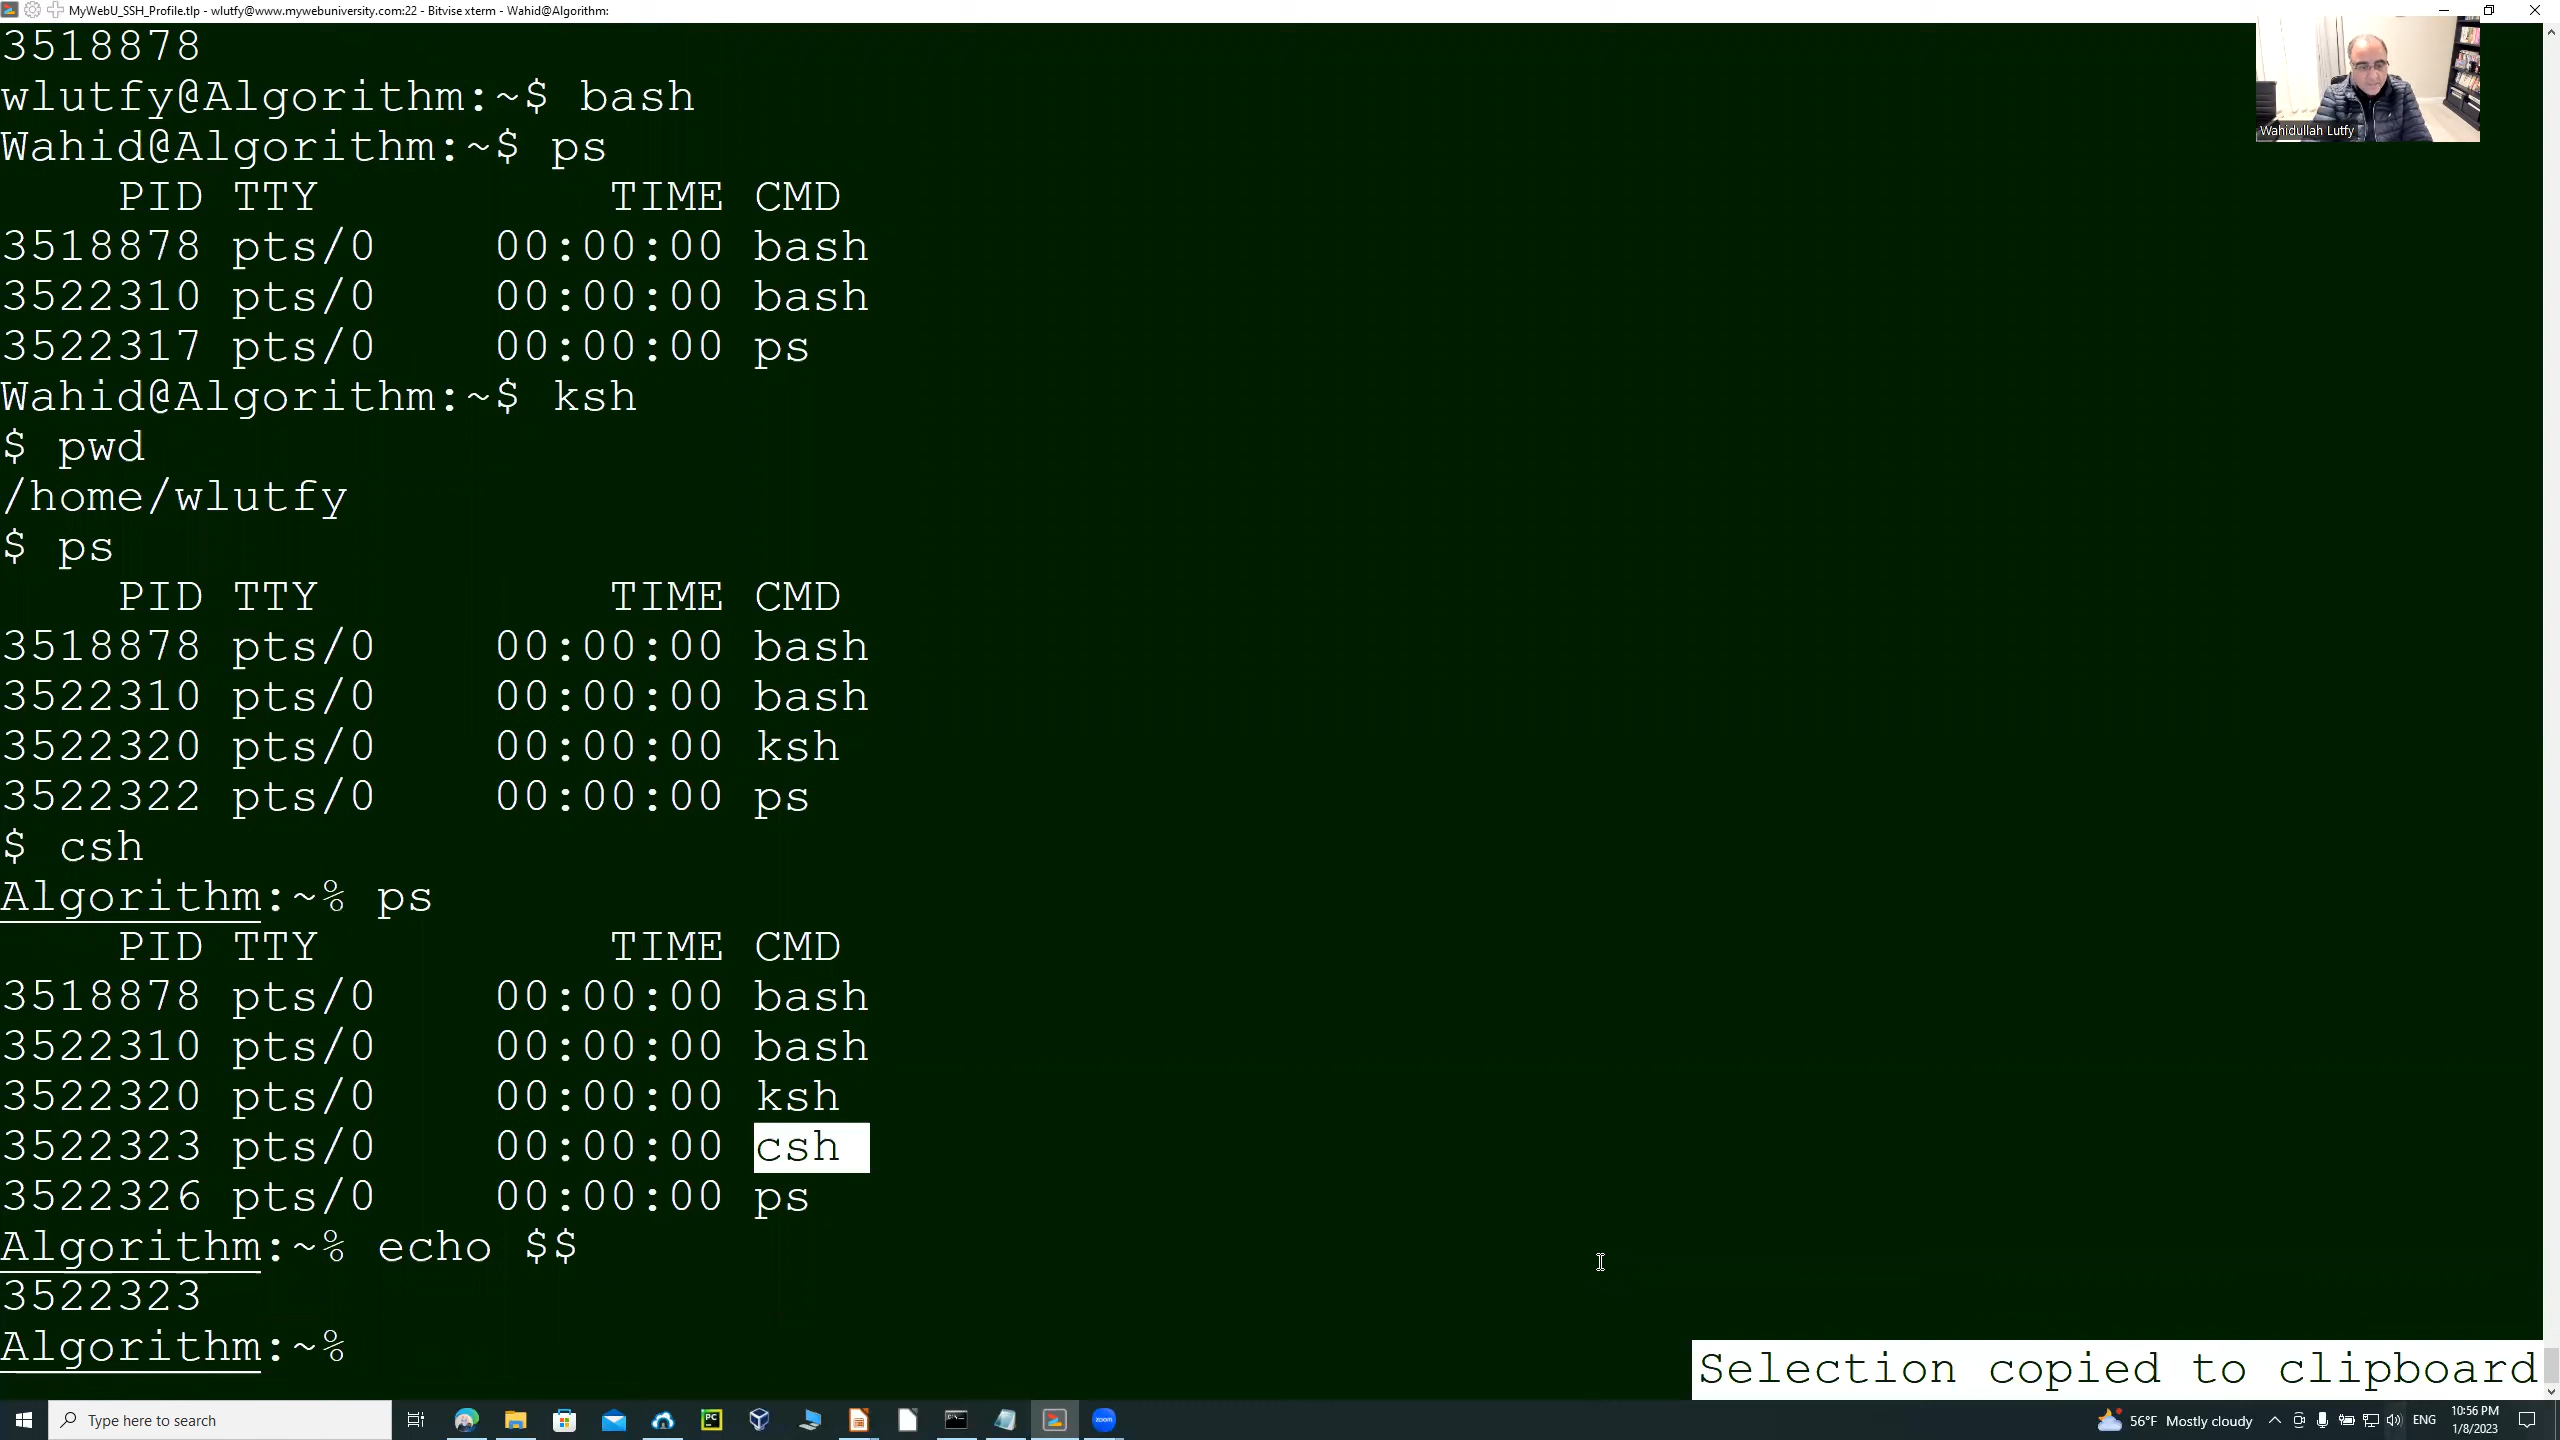 MyWebU_SSH_Profile.tlp - wlutfy@www.mywebuniversity.com:22 - Bitvise xterm - Wahid@Algorithm:
3518878
wlutfy@Algorithm:~$ bash
Wahid@Algorithm:~$ ps
PID TTY TIME CMD
3518878 pts/0 00:00:00 bash
3522310 pts/0 00:00:00 bash
3522317 pts/0 00:00:00 ps
Wahid@Algorithm:~$ ksh
$ pwd
/home/wlutfy
$ ps
PID TTY TIME CMD
3518878 pts/0 00:00:00 bash
3522310 pts/0 00:00:00 bash
3522320 pts/0 00:00:00 ksh
3522322 pts/0 00:00:00 ps
$ csh
Algorithm:~% ps
PID TTY TIME CMD
3518878 pts/0 00:00:00 bash
3522310 pts/0 00:00:00 bash
3522320 pts/0 00:00:00 ksh
3522323 pts/0 00:00:00 csh
3522326 pts/0 00:00:00 ps
Algorithm:~% echo $$
3522323
Algorithm:~%
Selection copied to clipboard
Wahidullah Lutfy
Type here to search
PC
zoom
56°F Mostly cloudy
ENG
10:56 PM
1/8/2023